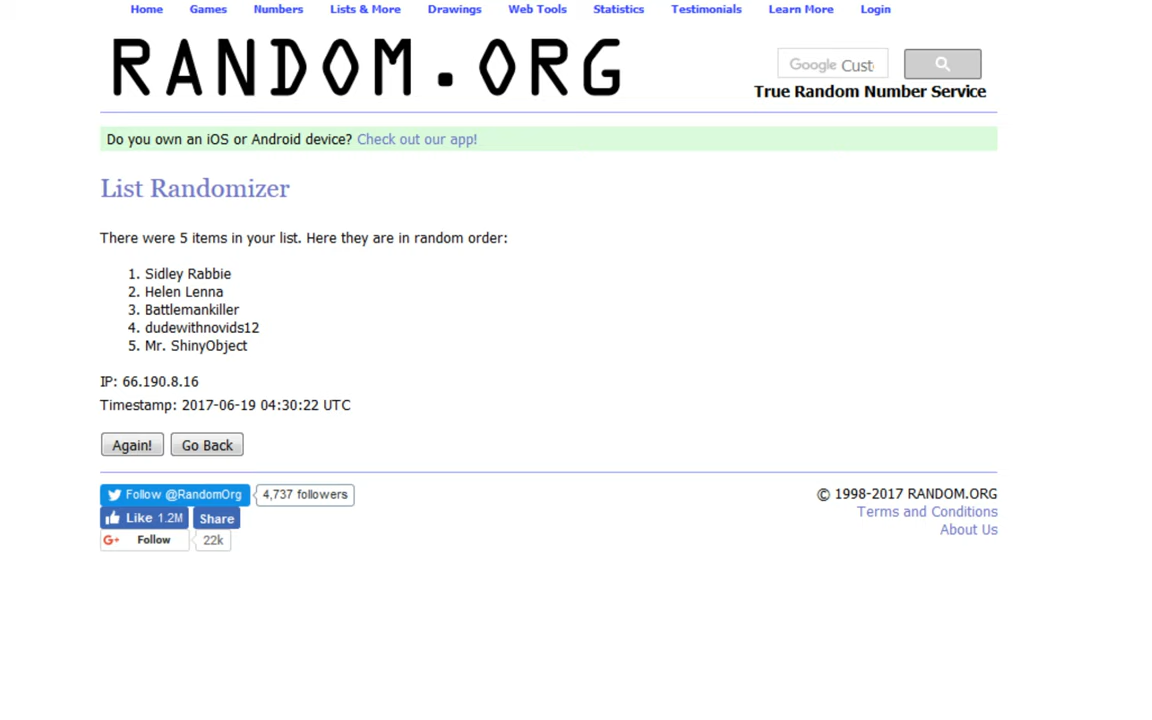 Home Games Numbers Lists & More Drawings Web Tools Statistics Testimonials Learn More Login
RANDOM.ORG
Google Cust
True Random Number Service
Do you own an iOS or Android device? Check out our app!
List Randomizer
There were 5 items in your list. Here they are in random order:
1. Sidley Rabbie
2. Helen Lenna
3. Battlemankiller
4. dudewithnovids12
5. Mr. ShinyObject
IP: 66.190.8.16
Timestamp: 2017-06-19 04:30:22 UTC
Again! Go Back
Follow @RandomOrg 4,737 followers
Like 1.2M Share
G+ Follow 22k
© 1998-2017 RANDOM.ORG
Terms and Conditions
About Us